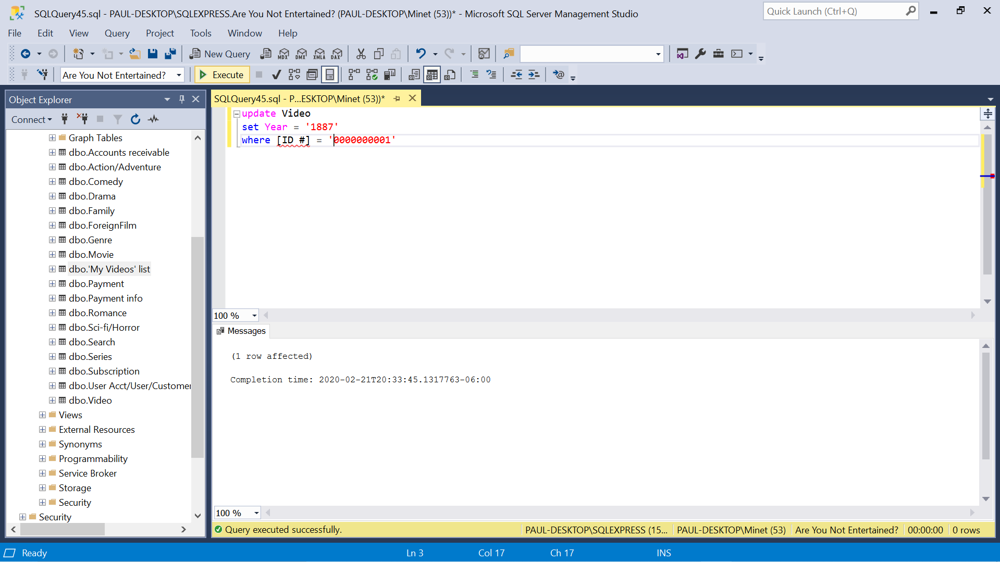 SQLQuery45.sql - PAUL-DESKTOP\SQLEXPRESS.Are You Not Entertained? (PAUL-DESKTOP\Minet (53))* - Microsoft SQL Server Management Studio
Quick Launch (Ctrl+Q)
File Edit View Query Project Tools Window Help
New Query MDX DMX XMLA DAX
Are You Not Entertained? Execute
Object Explorer
Connect
Graph Tables
dbo.Accounts receivable
dbo.Action/Adventure
dbo.Comedy
dbo.Drama
dbo.Family
dbo.ForeignFilm
dbo.Genre
dbo.Movie
dbo.'My Videos' list
dbo.Payment
dbo.Payment info
dbo.Romance
dbo.Sci-fi/Horror
dbo.Search
dbo.Series
dbo.Subscription
dbo.User Acct/User/Customer
dbo.Video
Views
External Resources
Synonyms
Programmability
Service Broker
Storage
Security
Security
SQLQuery45.sql - P...ESKTOP\Minet (53))*
update Video
set Year = '1887'
where [ID #] = '0000000001'
100 %
Messages
(1 row affected)
Completion time: 2020-02-21T20:33:45.1317763-06:00
100 %
Query executed successfully. PAUL-DESKTOP\SQLEXPRESS (15... PAUL-DESKTOP\Minet (53) Are You Not Entertained? 00:00:00 0 rows
Ready Ln 3 Col 17 Ch 17 INS